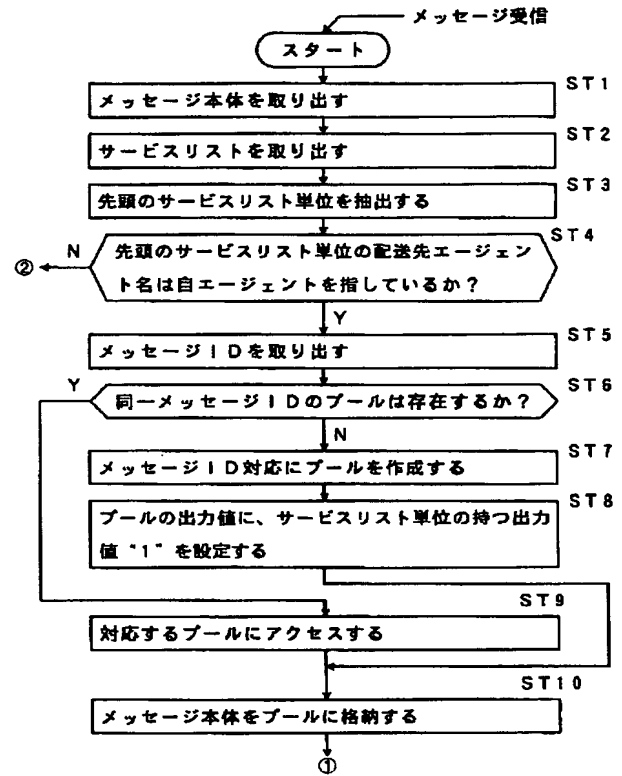 メッセージ受信
スタート
ST1
メッセージ本体を取り出す
ST2
サービスリストを取り出す
ST3
先頭のサービスリスト単位を抽出する
ST4
先頭のサービスリスト単位の配送先エージェン
ト名は自エージェントを指しているか?
N
②
Y
ST5
メッセージIDを取り出す
ST6
同一メッセージIDのプールは存在するか?
Y
N
ST7
メッセージID対応にプールを作成する
ST8
プールの出力値に、サービスリスト単位の持つ出力
値“1”を設定する
ST9
対応するプールにアクセスする
ST10
メッセージ本体をプールに格納する
①